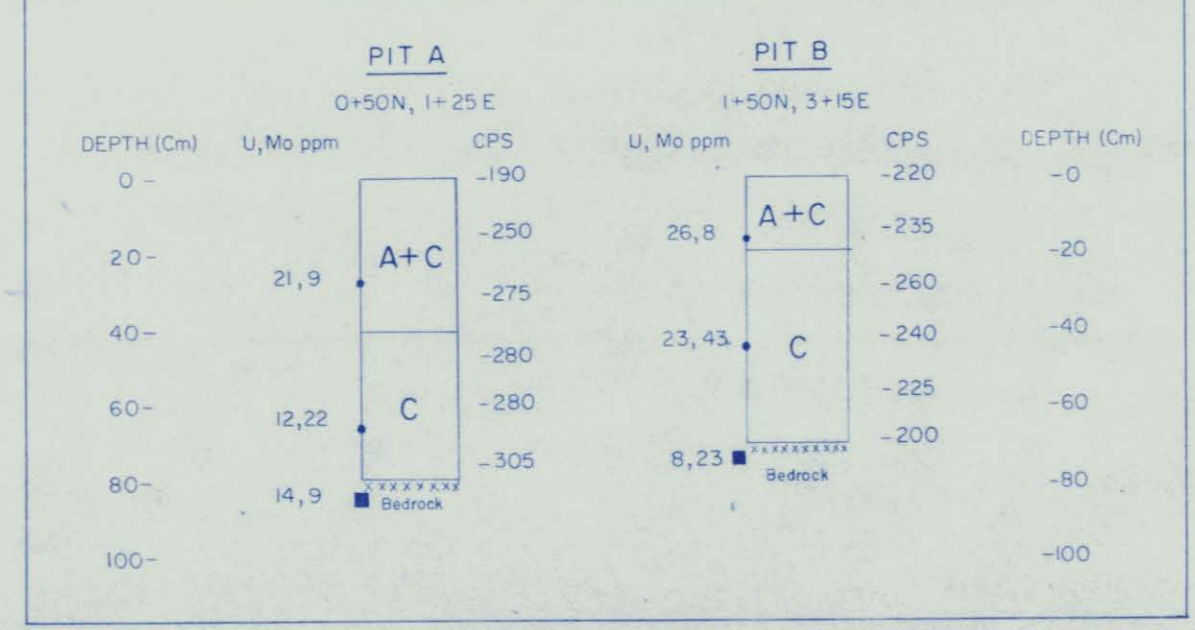 PIT A
0+50N, 1+25 E
DEPTH (Cm) U, Mo ppm CPS
0 - -190
-250
20- A+C
21,9 -275
40-
-280
60- C -280
12,22
-305
80- x x x x x x x x
14,9 Bedrock
100-
PIT B
1+50N, 3+15E
U, Mo ppm CPS DEPTH (Cm)
-220 -0
A+C
26,8 -235
-20
-260
23,43 -240 -40
C
-225
-60
-200
x x x x x x x x x x
8,23 Bedrock
-80
-100